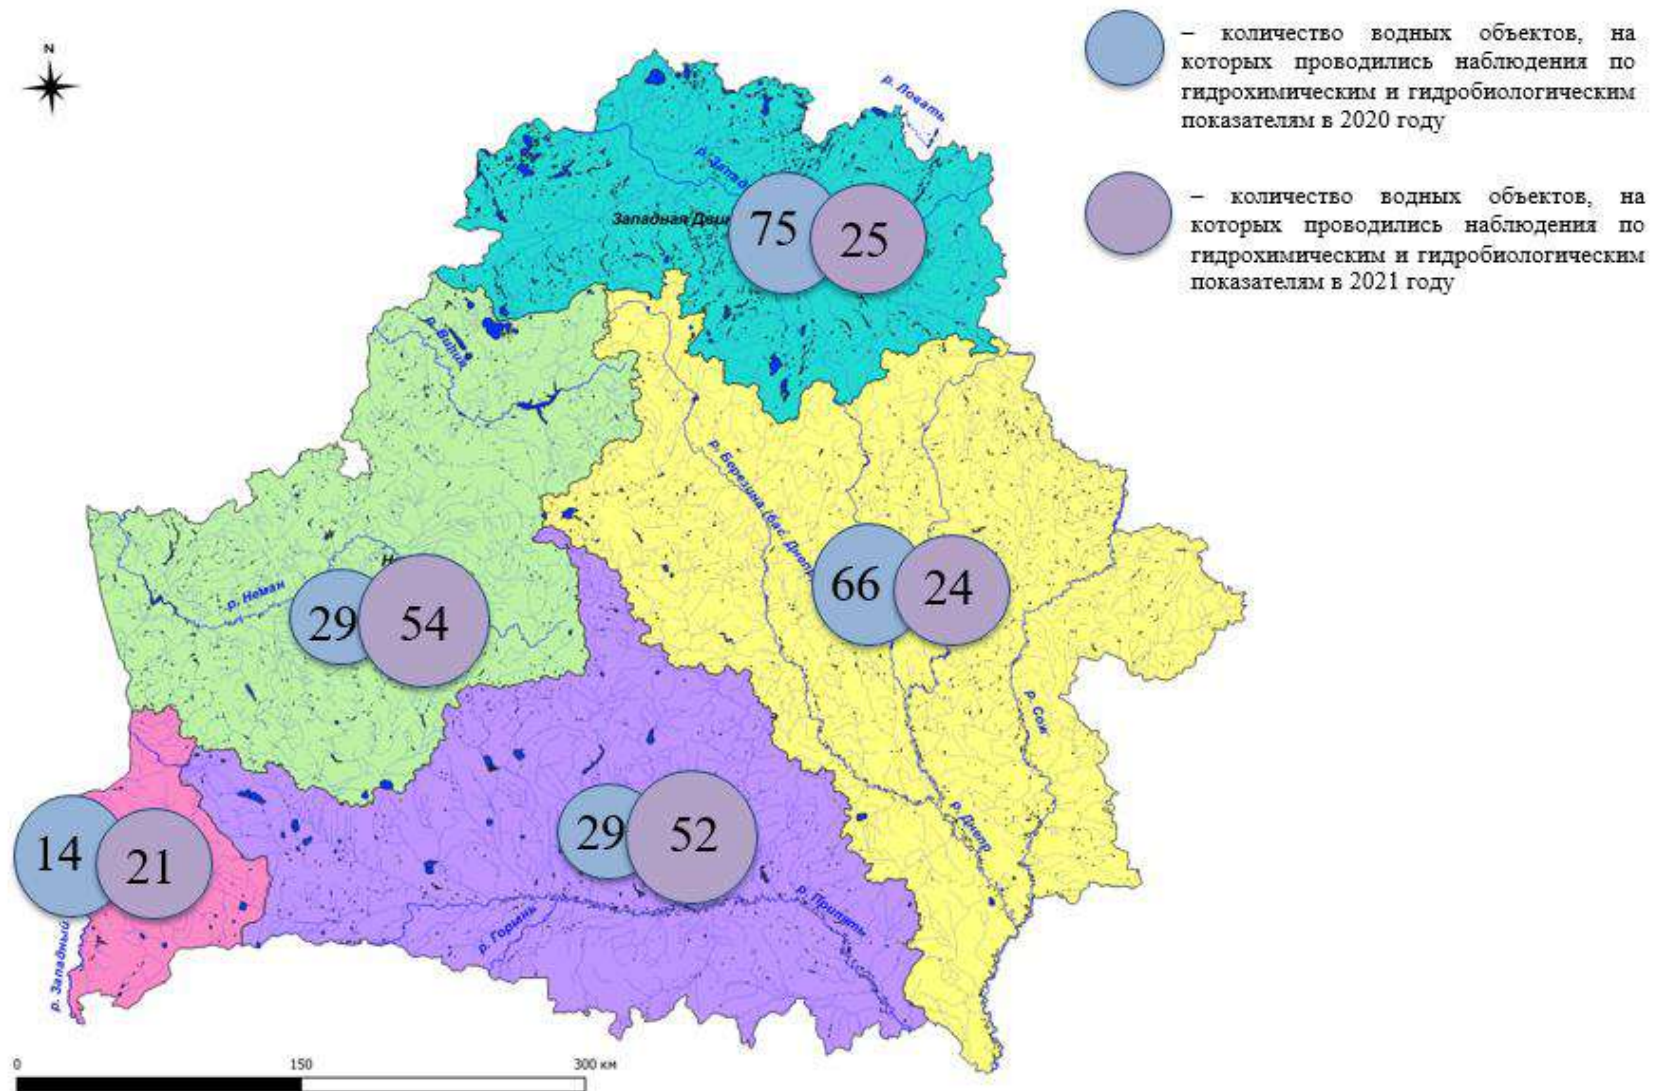 N
– количество водных объектов, на
которых проводились наблюдения по
гидрохимическим и гидробиологическим
показателям в 2020 году
– количество водных объектов, на
которых проводились наблюдения по
гидрохимическим и гидробиологическим
показателям в 2021 году
р. Ловать
р. Запад
Западная Дви
75
25
р. Вилия
р. Березина (бас. Днепр
Н
р. Неман
29
54
66
24
р. Сож
14
21
29
52
р. Днепр
р. Припять
р. Горынь
р. Западный
0
150
300 км